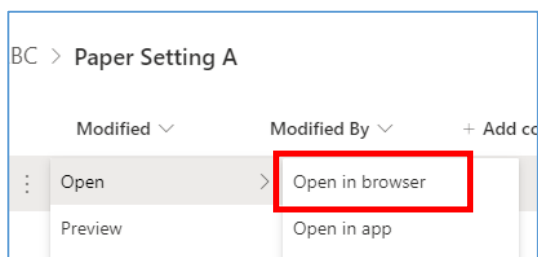 BC > Paper Setting A
Modified Modified By + Add co
Open > Open in browser
Preview Open in app